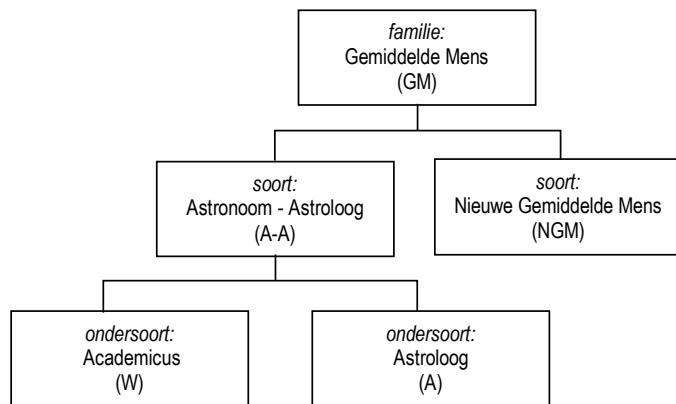 familie:
Gemiddelde Mens
(GM)
soort:
Astronoom - Astroloog
(A-A)
soort:
Nieuwe Gemiddelde Mens
(NGM)
ondersoort:
Academicus
(W)
ondersoort:
Astroloog
(A)